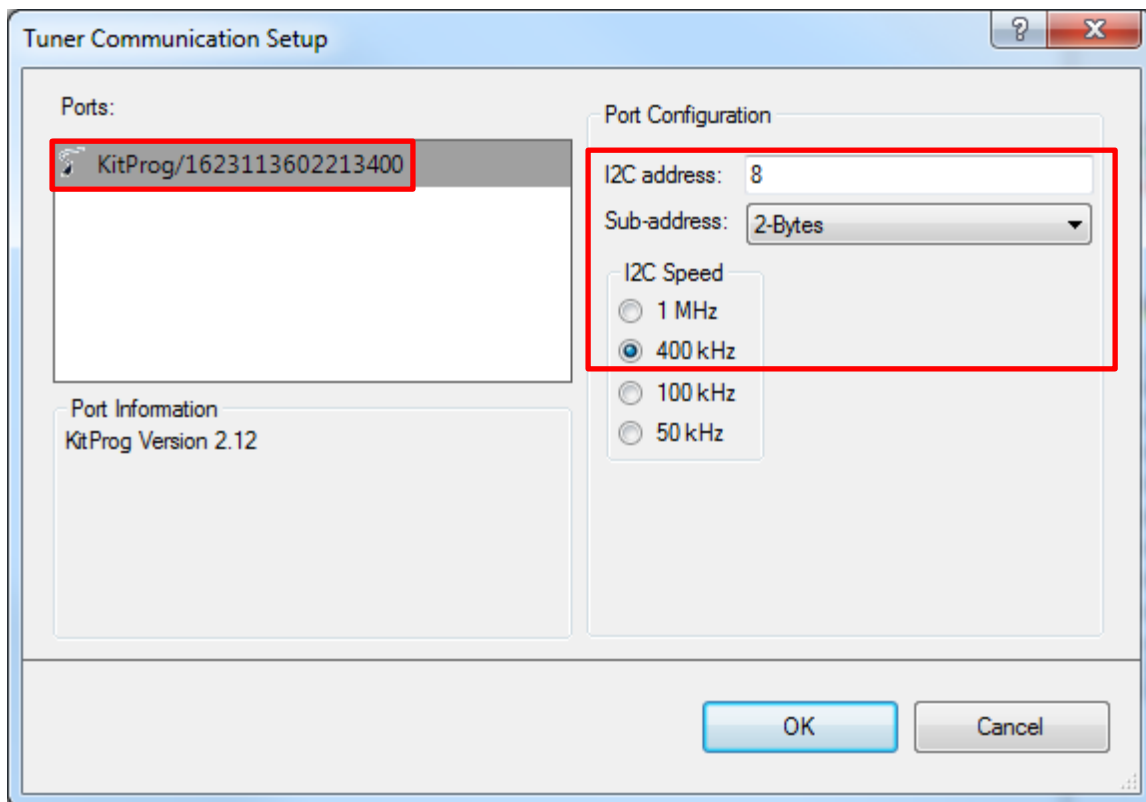 Tuner Communication Setup
Ports:
KitProg/1623113602213400
Port Information
KitProg Version 2.12
Port Configuration
I2C address: 8
Sub-address: 2-Bytes
I2C Speed
1 MHz
400 kHz
100 kHz
50 kHz
OK Cancel